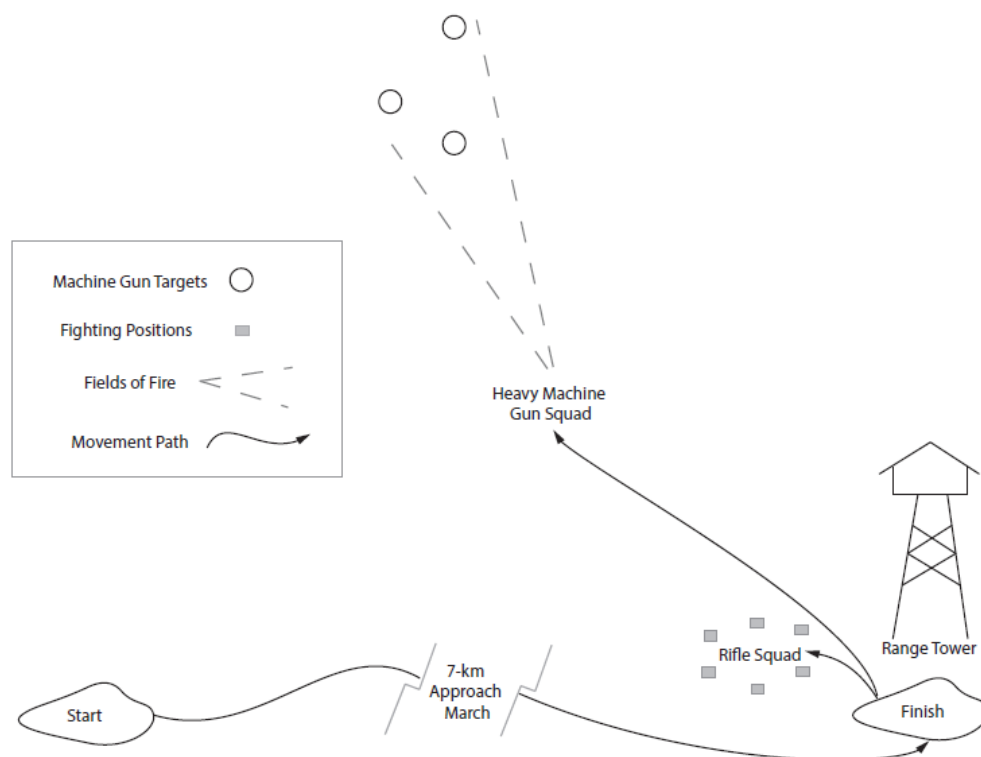 Machine Gun Targets
Fighting Positions
Fields of Fire
Movement Path
Heavy Machine
Gun Squad
Range Tower
Rifle Squad
7-km
Approach
March
Start
Finish